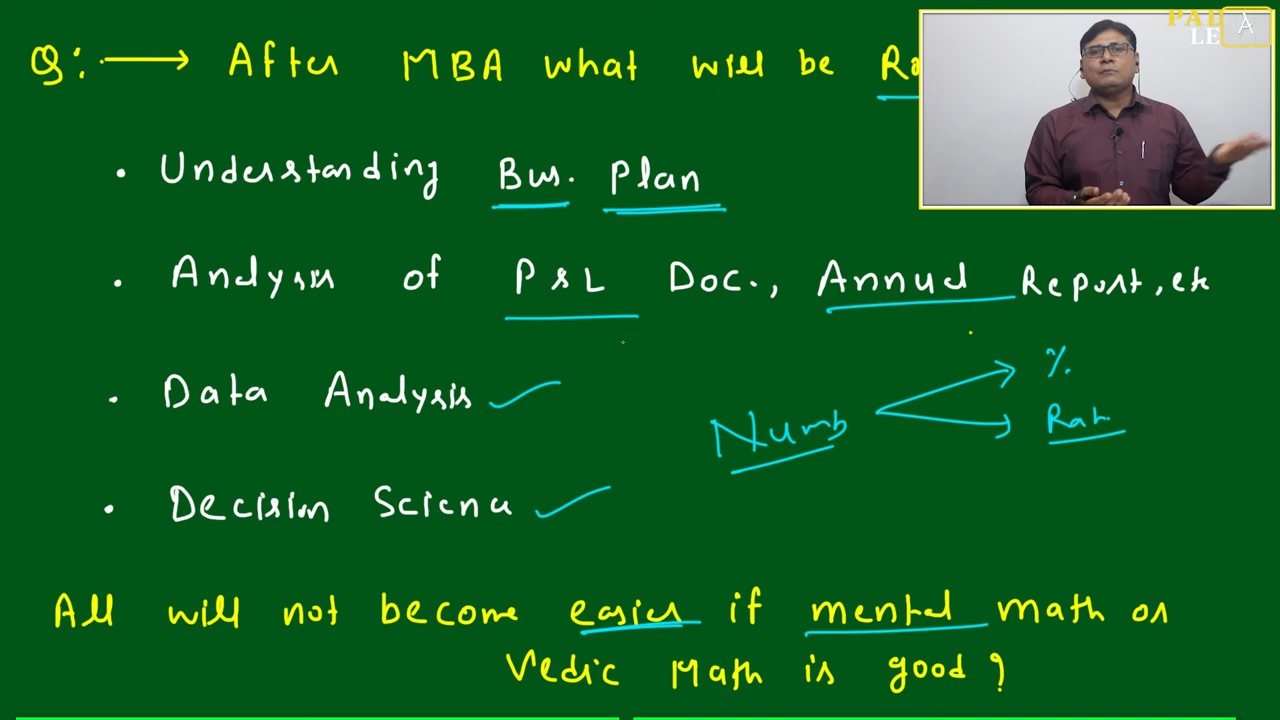 Q:→ After MBA what will be
• Understanding Bus. Plan
• Analysis of P & L Doc., Annual Report, etc
• Data Analysis
Numb
%
• Decision Science
All will not become easier if mental math or
Vedic Math is good ?